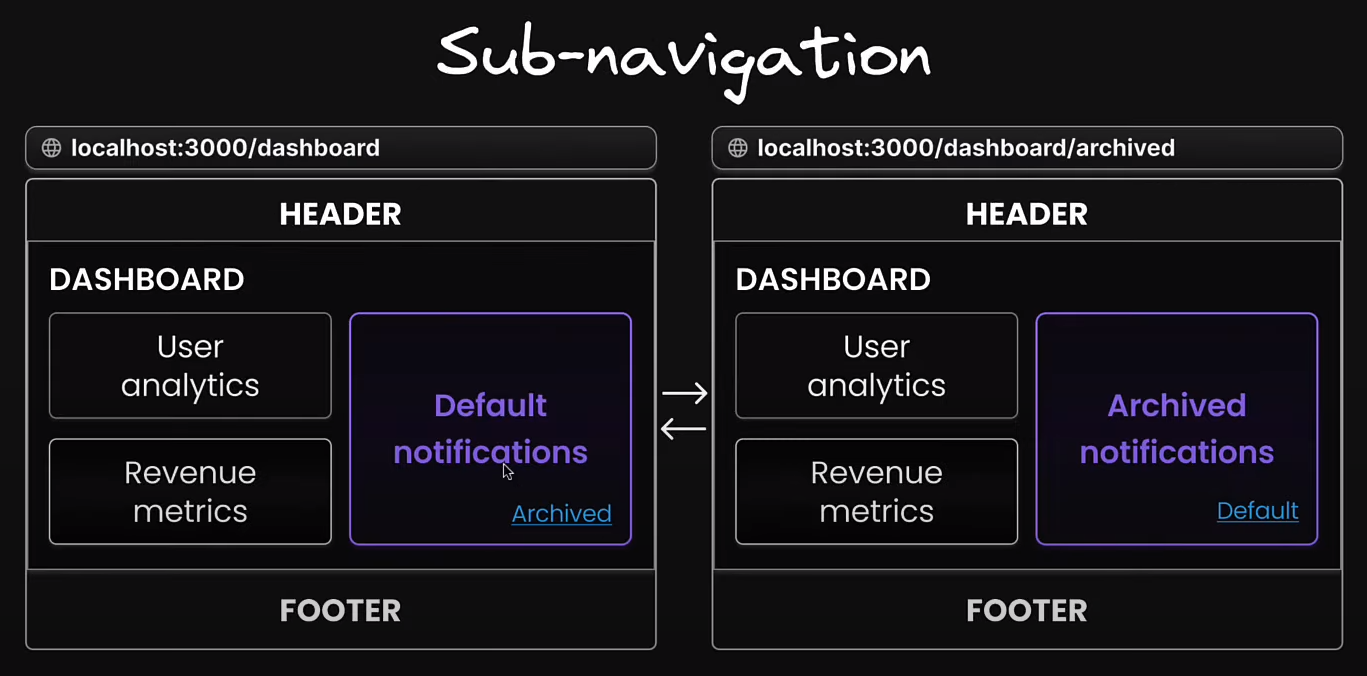 Sub-navigation
localhost:3000/dashboard
HEADER
DASHBOARD
User
analytics
Revenue
metrics
Default
notifications
Archived
FOOTER
localhost:3000/dashboard/archived
HEADER
DASHBOARD
User
analytics
Revenue
metrics
Archived
notifications
Default
FOOTER